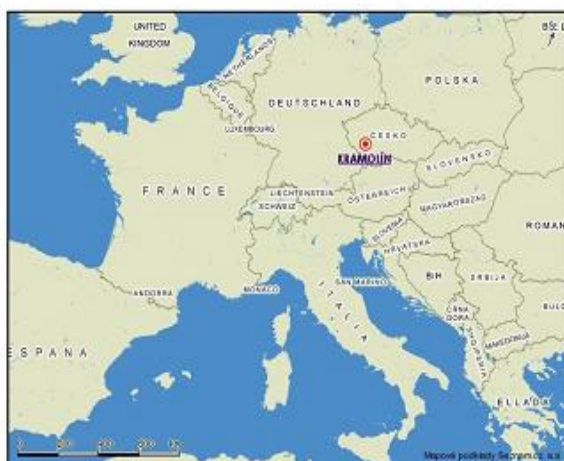 UNITED
KINGDOM
NETHERLANDS
POLSKA
BELGIQUE
DEUTSCHLAND
LUXEMBOURG
ČESKO
KRAMOLÍN
SLOVENSKO
FRANCE
LIECHTENSTEIN
SCHWEIZ
ÖSTERREICH
MAGYARORSZÁG
ROMAN
SLOVENIJA
HRVATSKA
ANDORRA
MONACO
SAN MARINO
BIH
SRBIJA
ITALIA
CRNA
GORA
BULG
SHQIPERIA
MAKEDONIJA
ESPANA
ELLADA
Mapové podklady Seznam.cz, a.s.